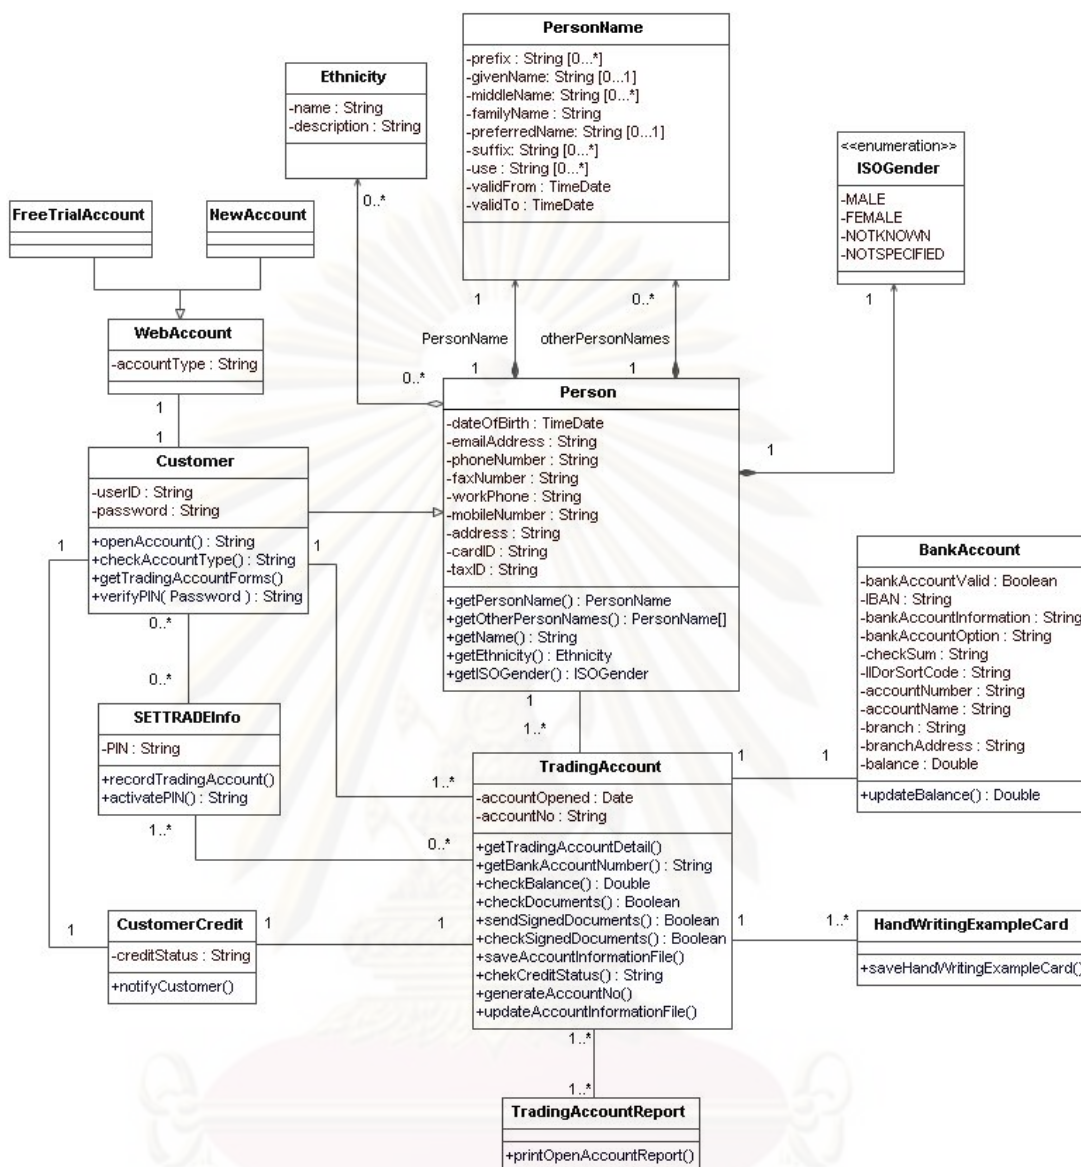 PersonName
-prefix : String [0...*]
-givenName: String [0...1]
-middleName: String [0...*]
-familyName : String
-preferredName: String [0...1]
-suffix: String [0...*]
-use : String [0...*]
-validFrom : TimeDate
-validTo : TimeDate
Ethnicity
-name : String
-description : String
<<enumeration>>
ISOGender
-MALE
-FEMALE
-NOTKNOWN
-NOTSPECIFIED
0..*
FreeTrialAccount
NewAccount
1
0..*
1
PersonName
otherPersonNames
WebAccount
-accountType : String
0..*
1
1
1
1
Person
-dateOfBirth : TimeDate
-emailAddress : String
-phoneNumber : String
-faxNumber : String
-workPhone : String
-mobileNumber : String
-address : String
-cardID : String
-taxID : String
+getPersonName() : PersonName
+getOtherPersonNames() : PersonName[]
+getName() : String
+getEthnicity() : Ethnicity
+getISOGender() : ISOGender
1
Customer
-userID : String
-password : String
+openAccount() : String
+checkAccountType() : String
+getTradingAccountForms()
+verifyPIN( Password ) : String
1
1
0..*
0..*
BankAccount
-bankAccountValid : Boolean
-IBAN : String
-bankAccountInformation : String
-bankAccountOption : String
-checkSum : String
-IIDorSortCode : String
-accountNumber : String
-accountName : String
-branch : String
-branchAddress : String
-balance : Double
+updateBalance() : Double
1
1..*
SETTRADEInfo
-PIN : String
+recordTradingAccount()
+activatePIN() : String
1..*
1..*
0..*
1
1
TradingAccount
-accountOpened : Date
-accountNo : String
+getTradingAccountDetail()
+getBankAccountNumber() : String
+checkBalance() : Double
+checkDocuments() : Boolean
+sendSignedDocuments() : Boolean
+checkSignedDocuments() : Boolean
+saveAccountInformationFile()
+chekCreditStatus() : String
+generateAccountNo()
+updateAccountInformationFile()
CustomerCredit
-creditStatus : String
+notifyCustomer()
1
1
1
1
1..*
HandWritingExampleCard
+saveHandWritingExampleCard()
1..*
1..*
TradingAccountReport
+printOpenAccountReport()